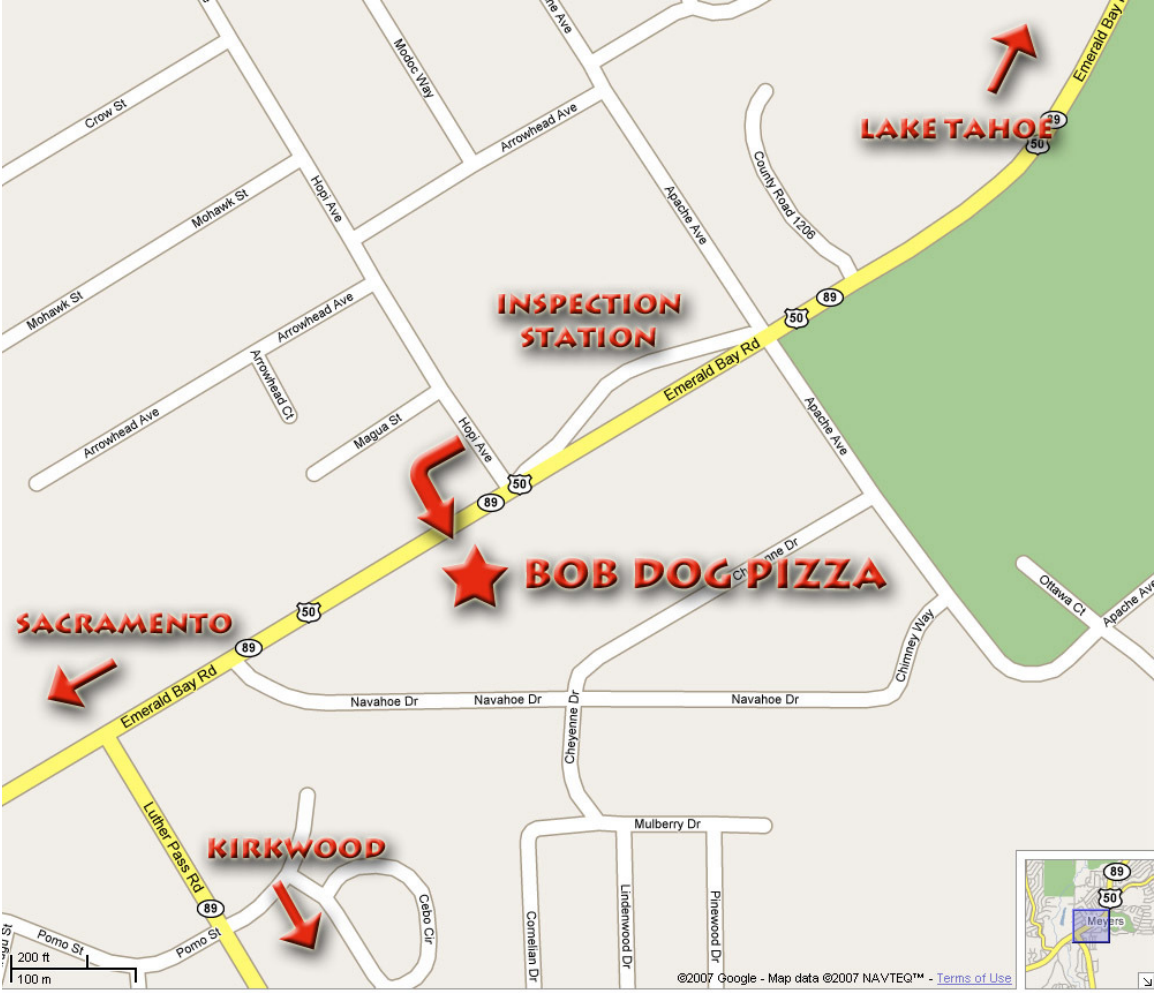 ne Ave
Emerald Bay
Modoc Way
Crow St
Arrowhead Ave
LAKE TAHOE
89
50
Hopi Ave
Mohawk St
Apache Ave
County Road 1206
Mohawk St
Arrowhead Ave
INSPECTION
STATION
50
89
Arrowhead Ct
Emerald Bay Rd
Arrowhead Ave
Magua St
Hopi Ave
Apache Ave
89
50
BOB DOG PIZZA
Cheyenne Dr
Ottawa Ct
Apache Ave
SACRAMENTO
50
89
Chimney Way
Emerald Bay Rd
Navahoe Dr
Navahoe Dr
Navahoe Dr
Cheyenne Dr
Luther Pass Rd
Mulberry Dr
KIRKWOOD
89
Cebo Cir
Cornelian Dr
Lindenwood Dr
Pinewood Dr
Pomo St
Pomo St
89
50
Meyers
200 ft
100 m
©2007 Google - Map data ©2007 NAVTEQ™ - Terms of Use